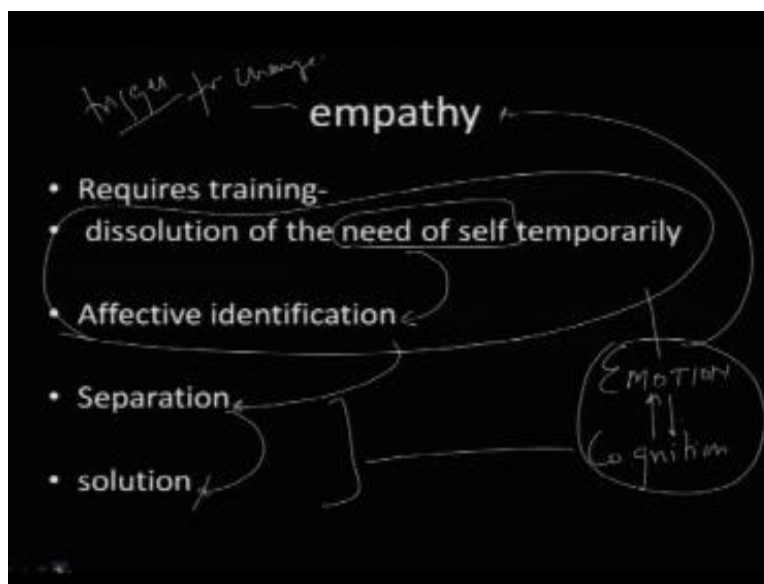 trigger for change
empathy
• Requires training-
• dissolution of the need of self temporarily
• Affective identification
• Separation
• solution
EMOTION
Cognition